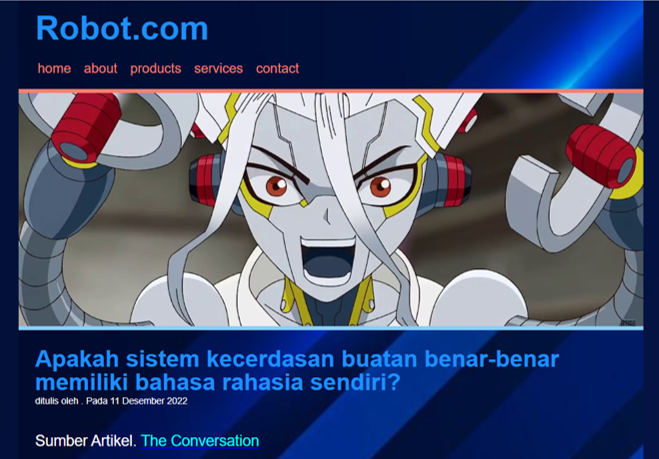 Robot.com
home about products services contact
Apakah sistem kecerdasan buatan benar-benar
memiliki bahasa rahasia sendiri?
ditulis oleh . Pada 11 Desember 2022
Sumber Artikel. The Conversation